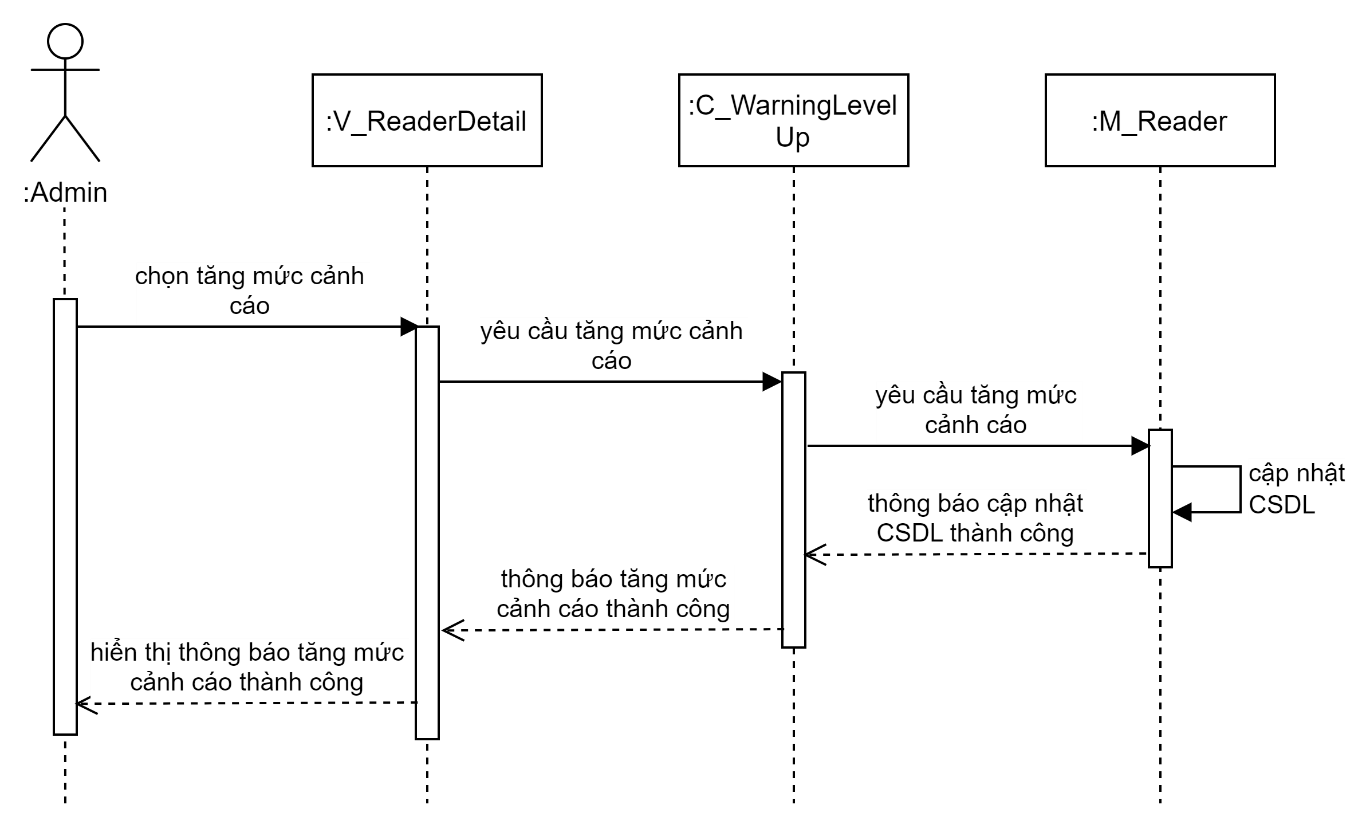 :V_ReaderDetail
:C_WarningLevel
Up
:M_Reader
:Admin
chọn tăng mức cảnh
cáo
yêu cầu tăng mức cảnh
cáo
yêu cầu tăng mức
cảnh cáo
cập nhật
CSDL
thông báo cập nhật
CSDL thành công
thông báo tăng mức
cảnh cáo thành công
hiển thị thông báo tăng mức
cảnh cáo thành công